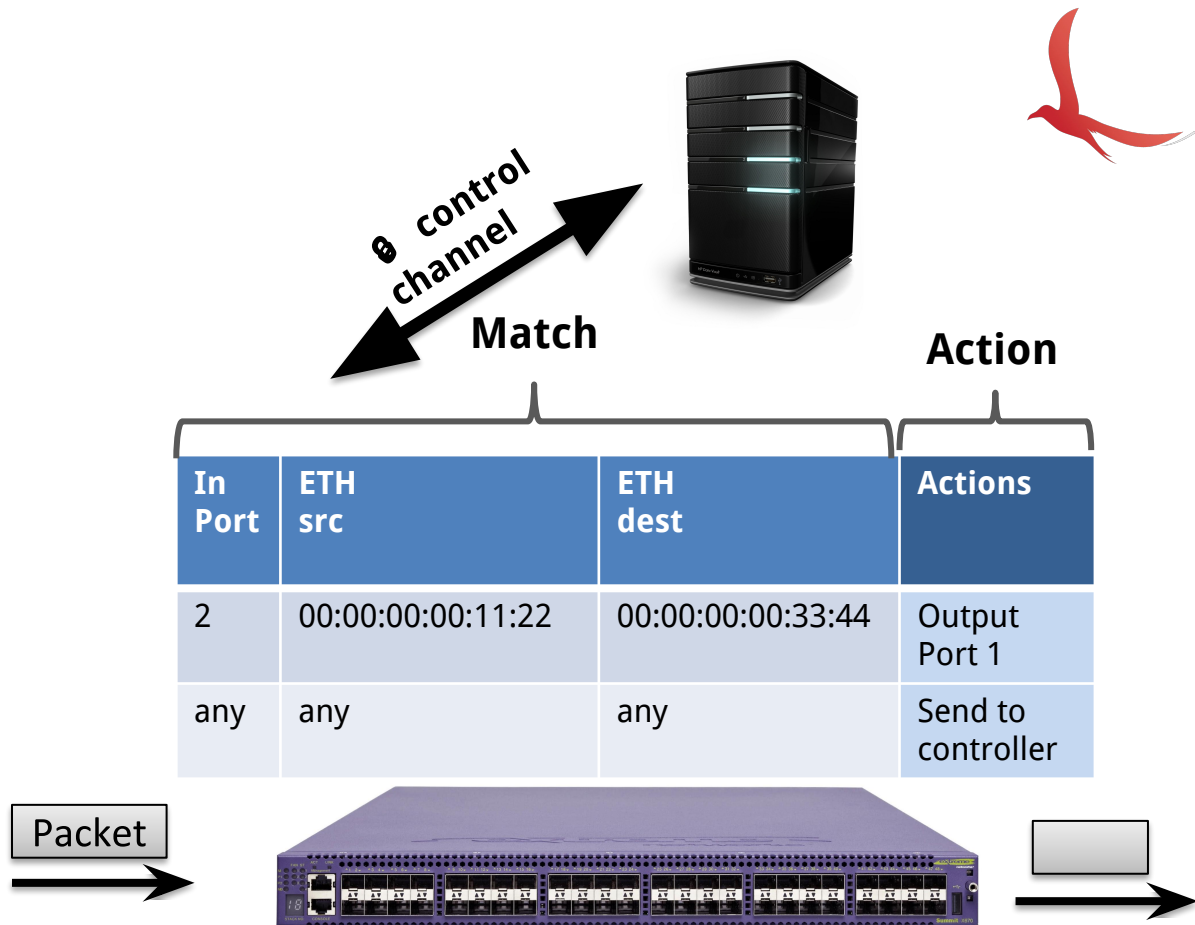 control
channel
Match
Action
In
Port
ETH
src
ETH
dest
Actions
2
00:00:00:00:11:22
00:00:00:00:33:44
Output
Port 1
any
any
any
Send to
controller
Packet
Summit